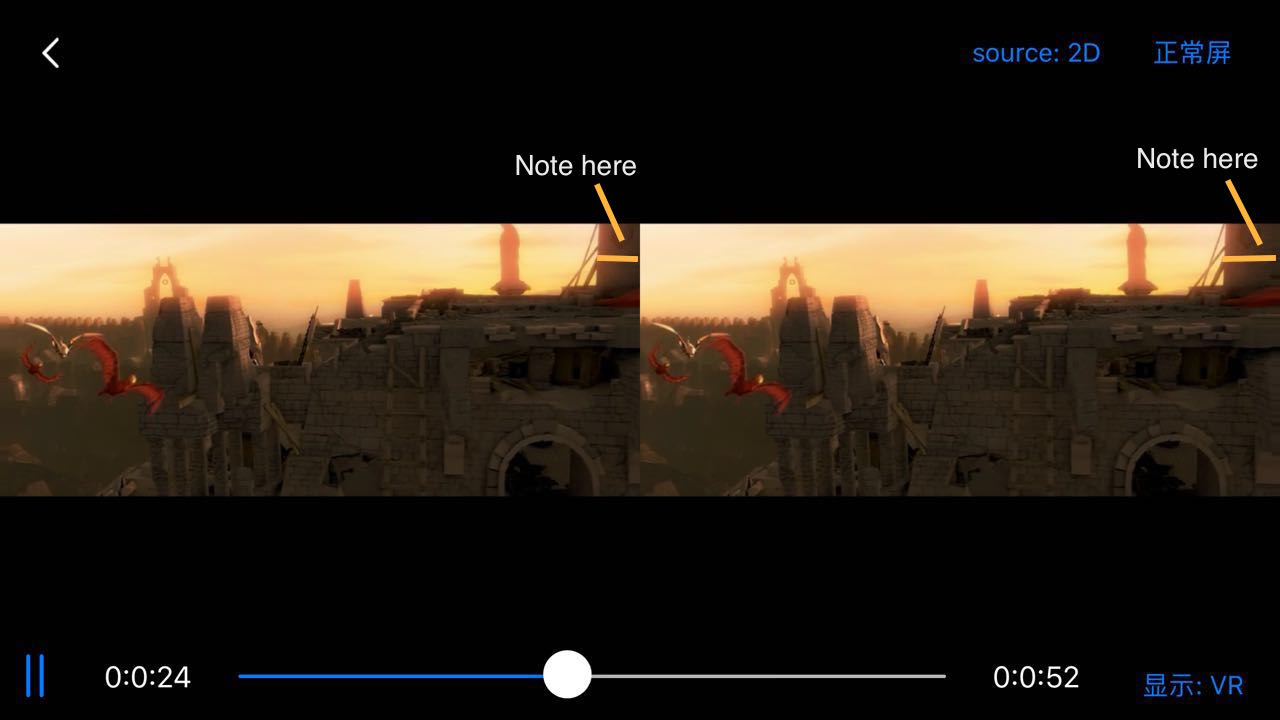 source: 2D
正常屏
Note here
Note here
0:0:24
0:0:52
显示: VR